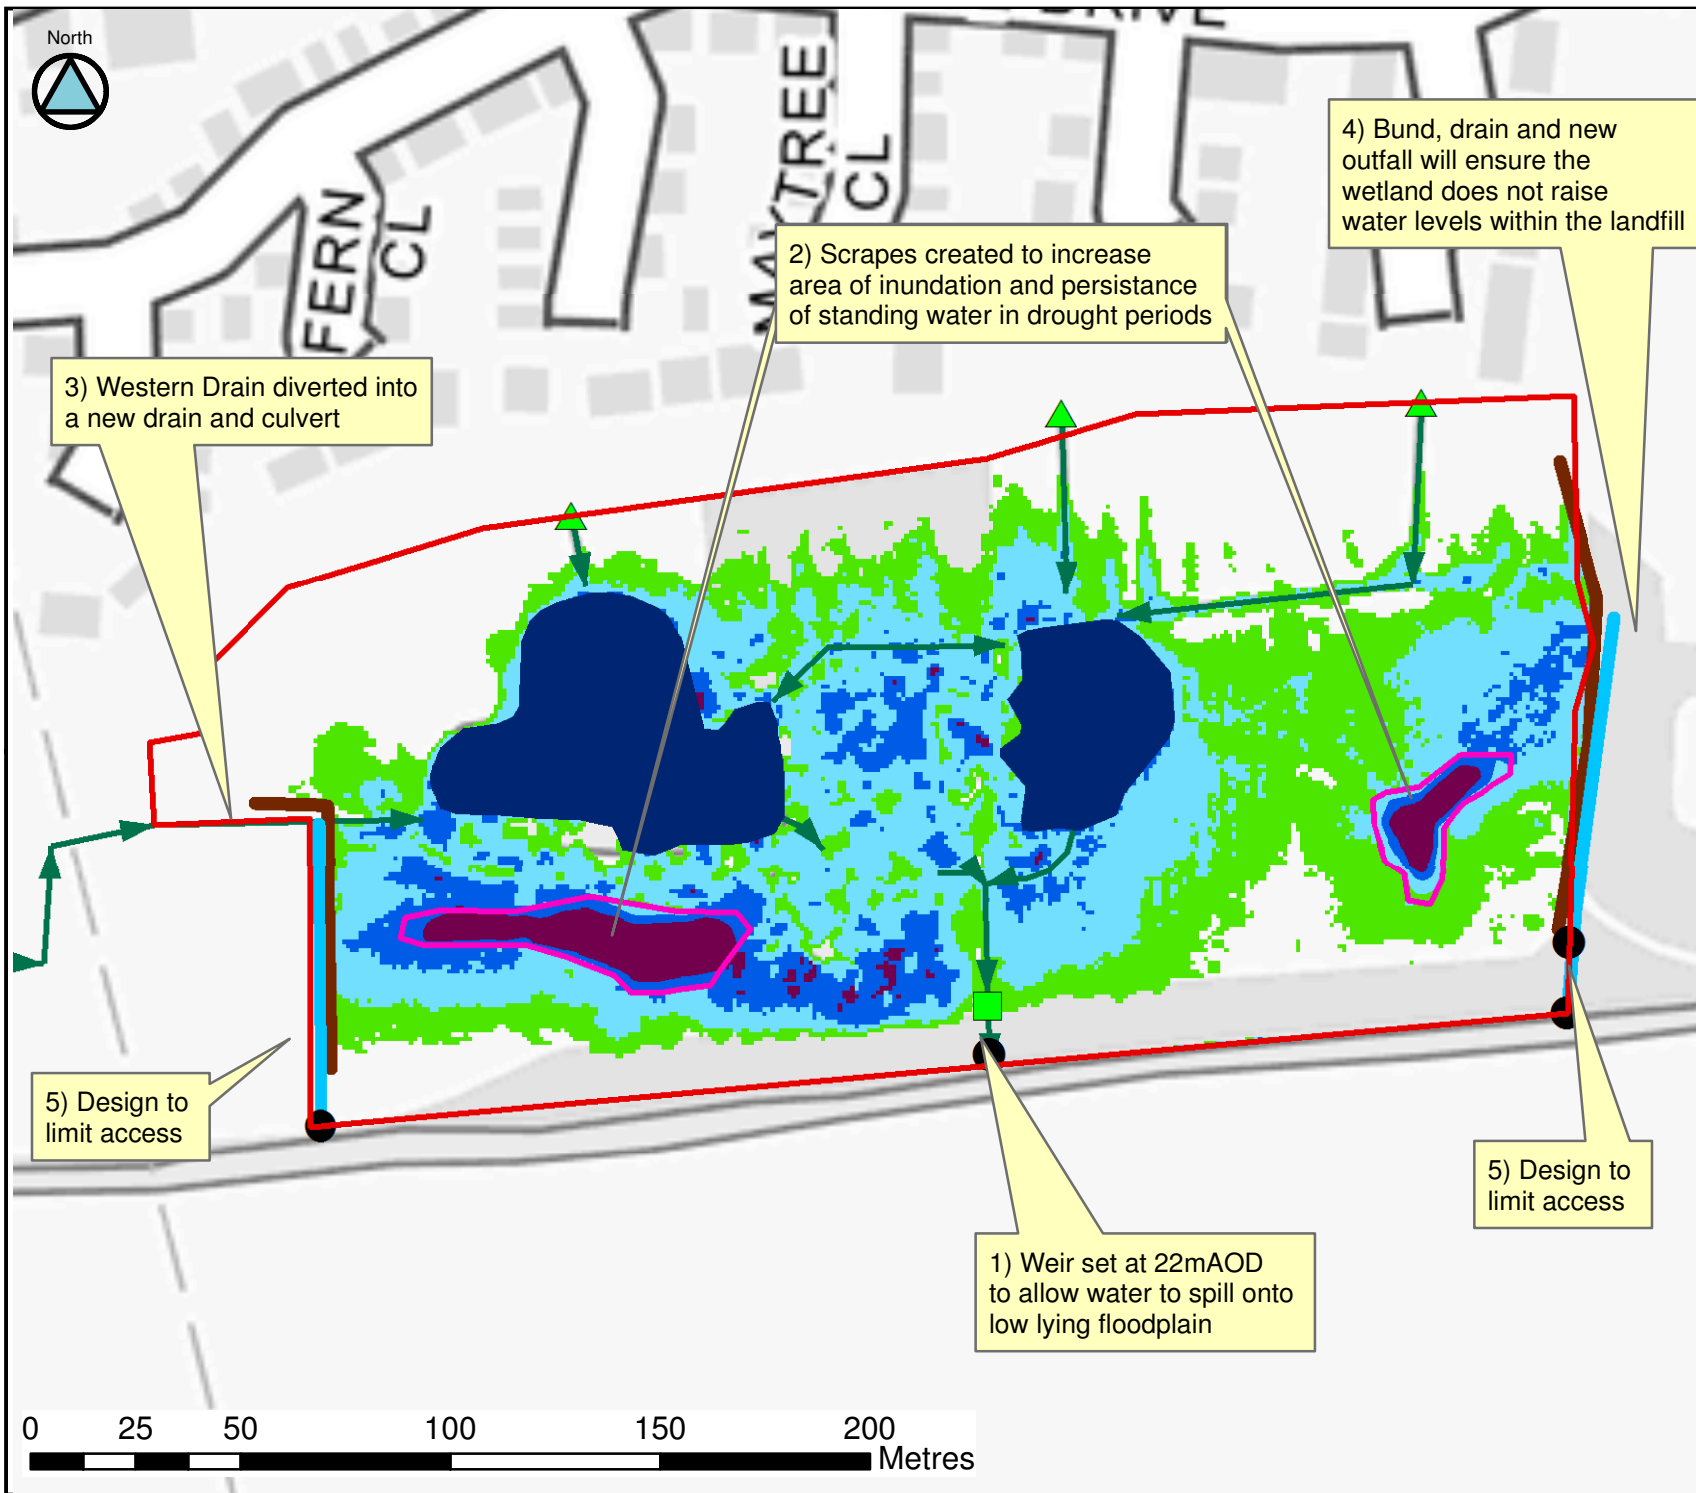 North
DRIVE
MAYTREE
CL
FERN
CL
4) Bund, drain and new
outfall will ensure the
wetland does not raise
water levels within the landfill
2) Scrapes created to increase
area of inundation and persistance
of standing water in drought periods
3) Western Drain diverted into
a new drain and culvert
5) Design to
limit access
5) Design to
limit access
1) Weir set at 22mAOD
to allow water to spill onto
low lying floodplain
0 25 50 100 150 200
Metres